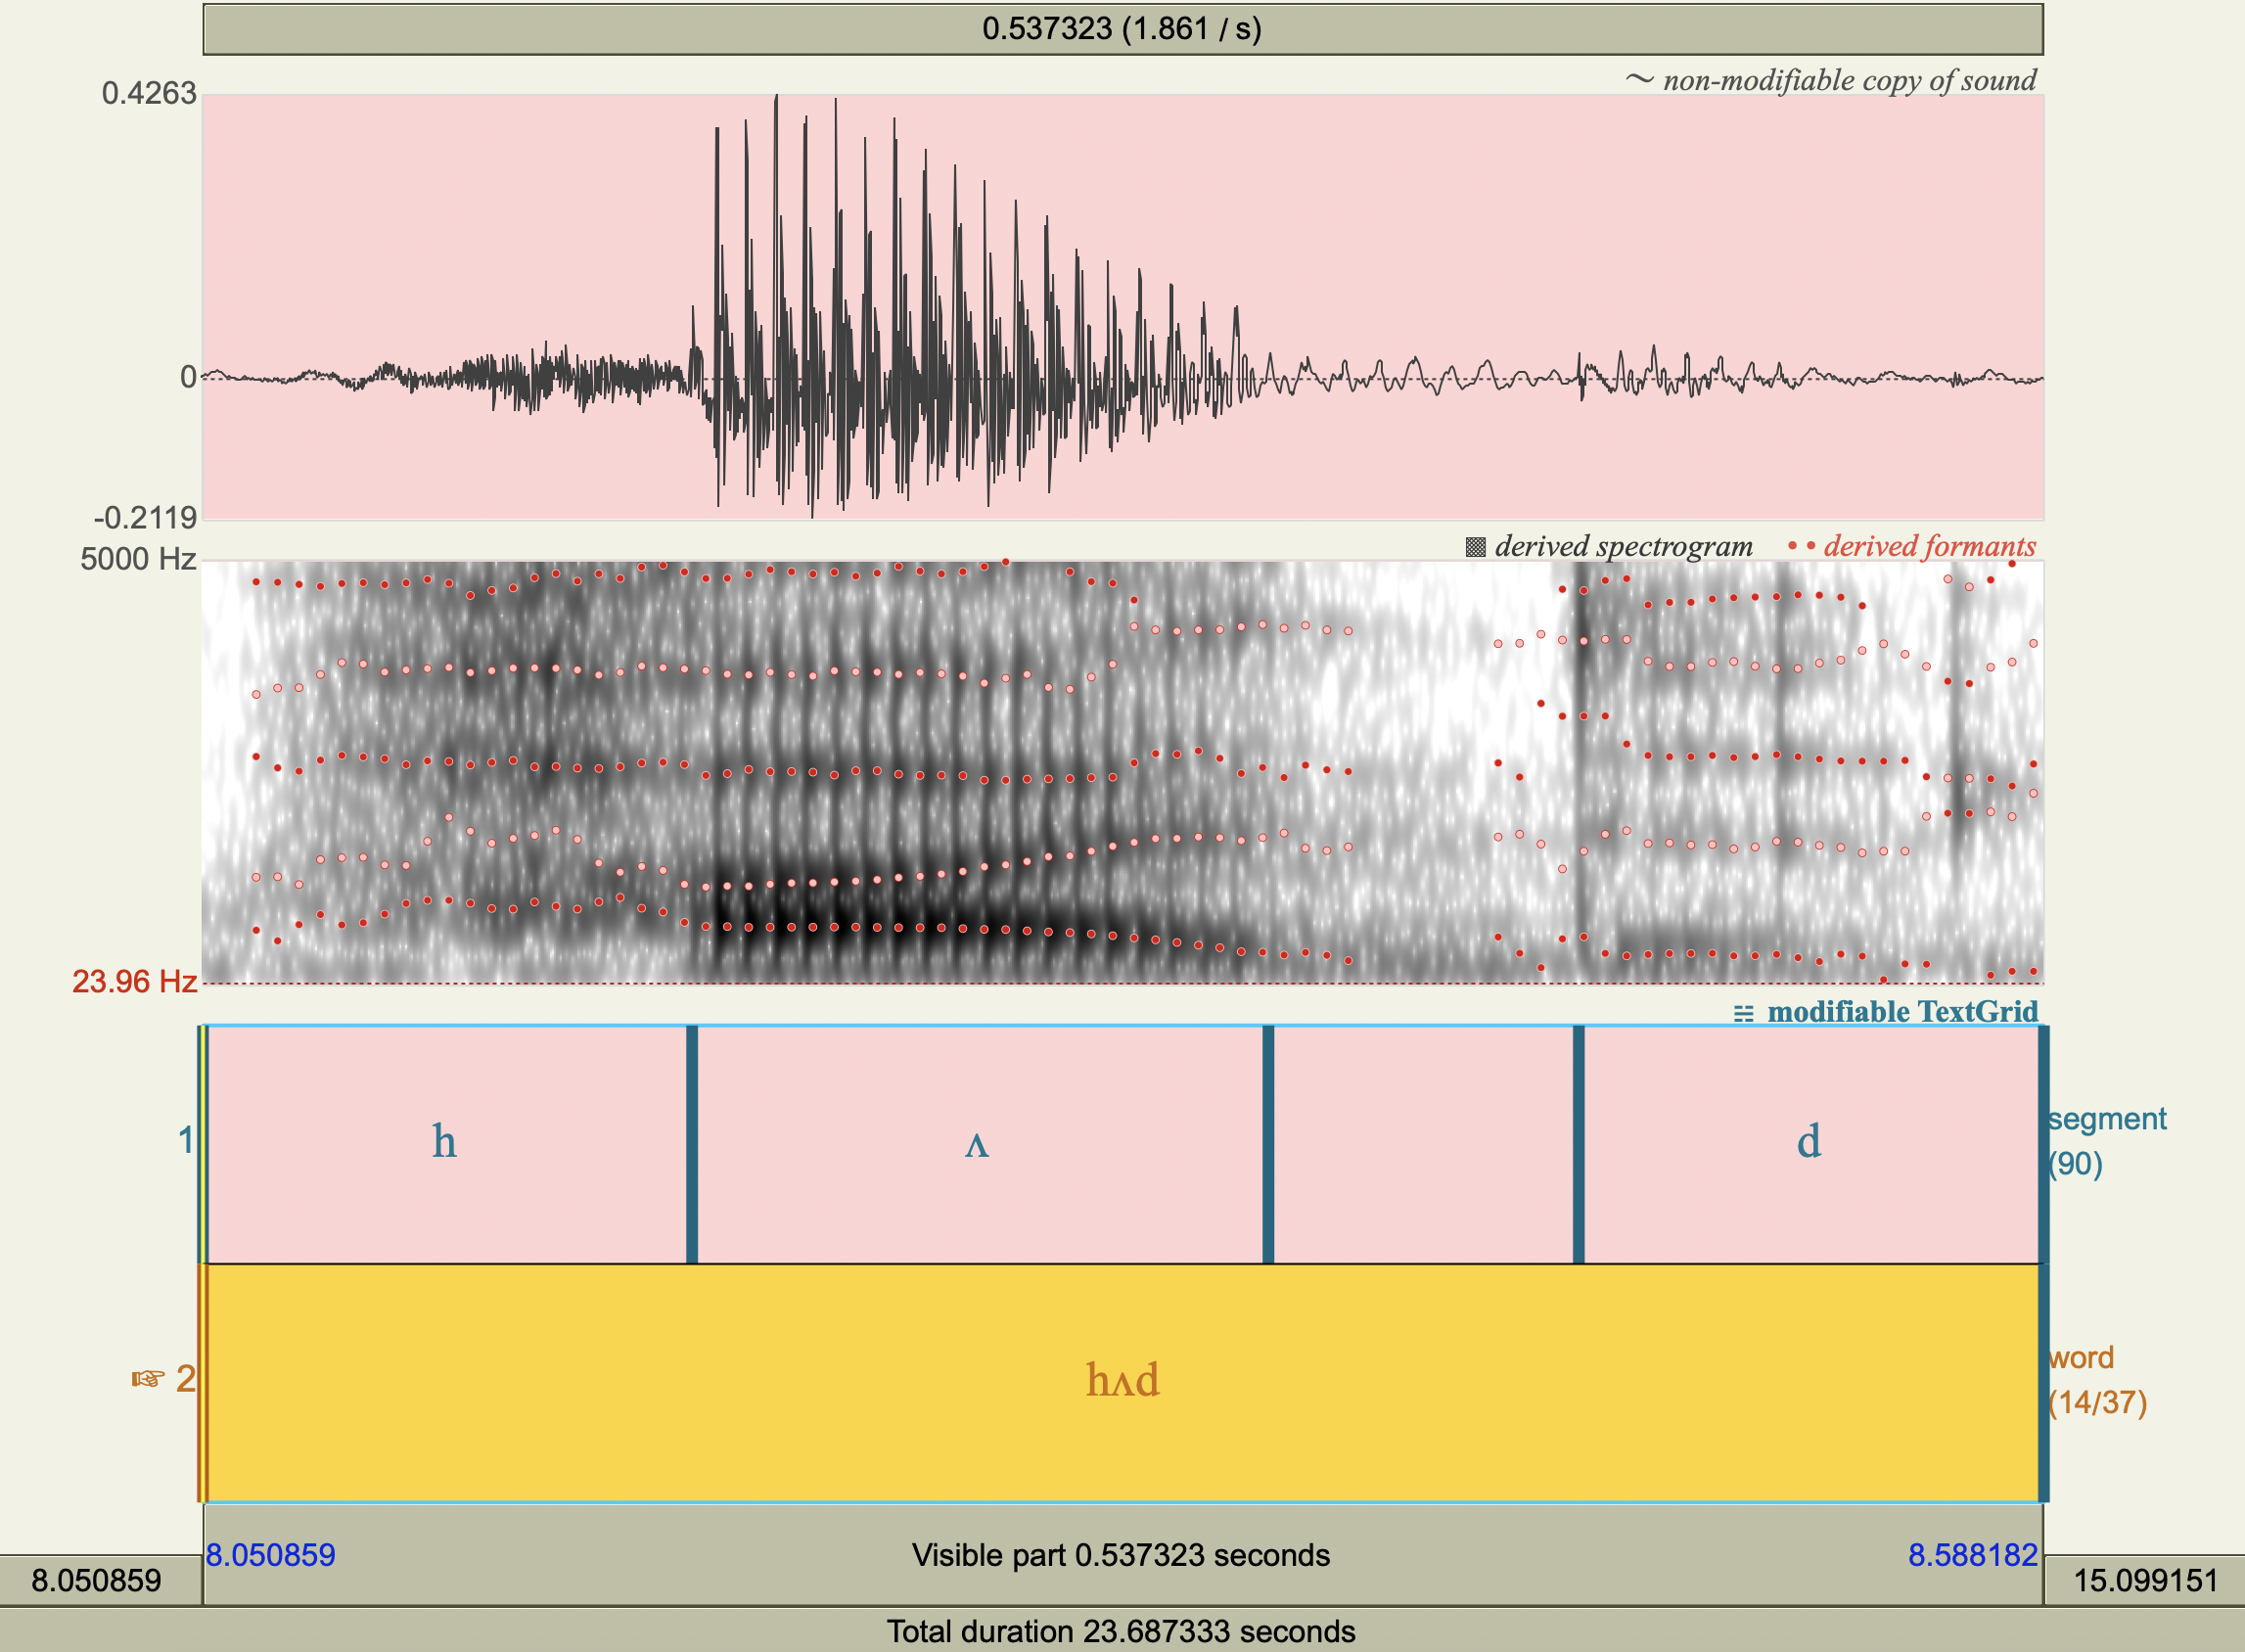 0.537323 (1.861 / s)
0.4263
~ non-modifiable copy of sound
0
-0.2119
5000 Hz
derived spectrogram
derived formants
23.96 Hz
modifiable TextGrid
1
h
ʌ
d
segment
(90)
2
hʌd
word
(14/37)
8.050859
Visible part 0.537323 seconds
8.588182
8.050859
15.099151
Total duration 23.687333 seconds